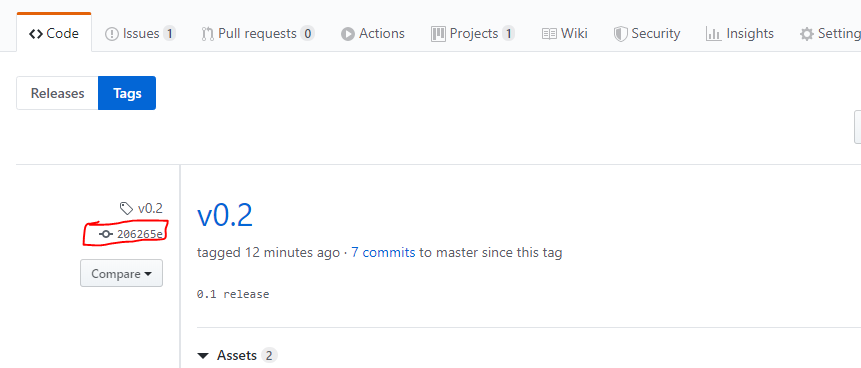 Code Issues 1 Pull requests 0 Actions Projects 1 Wiki Security Insights Setting
Releases Tags
v0.2
206265e
Compare
v0.2
tagged 12 minutes ago · 7 commits to master since this tag
0.1 release
Assets 2